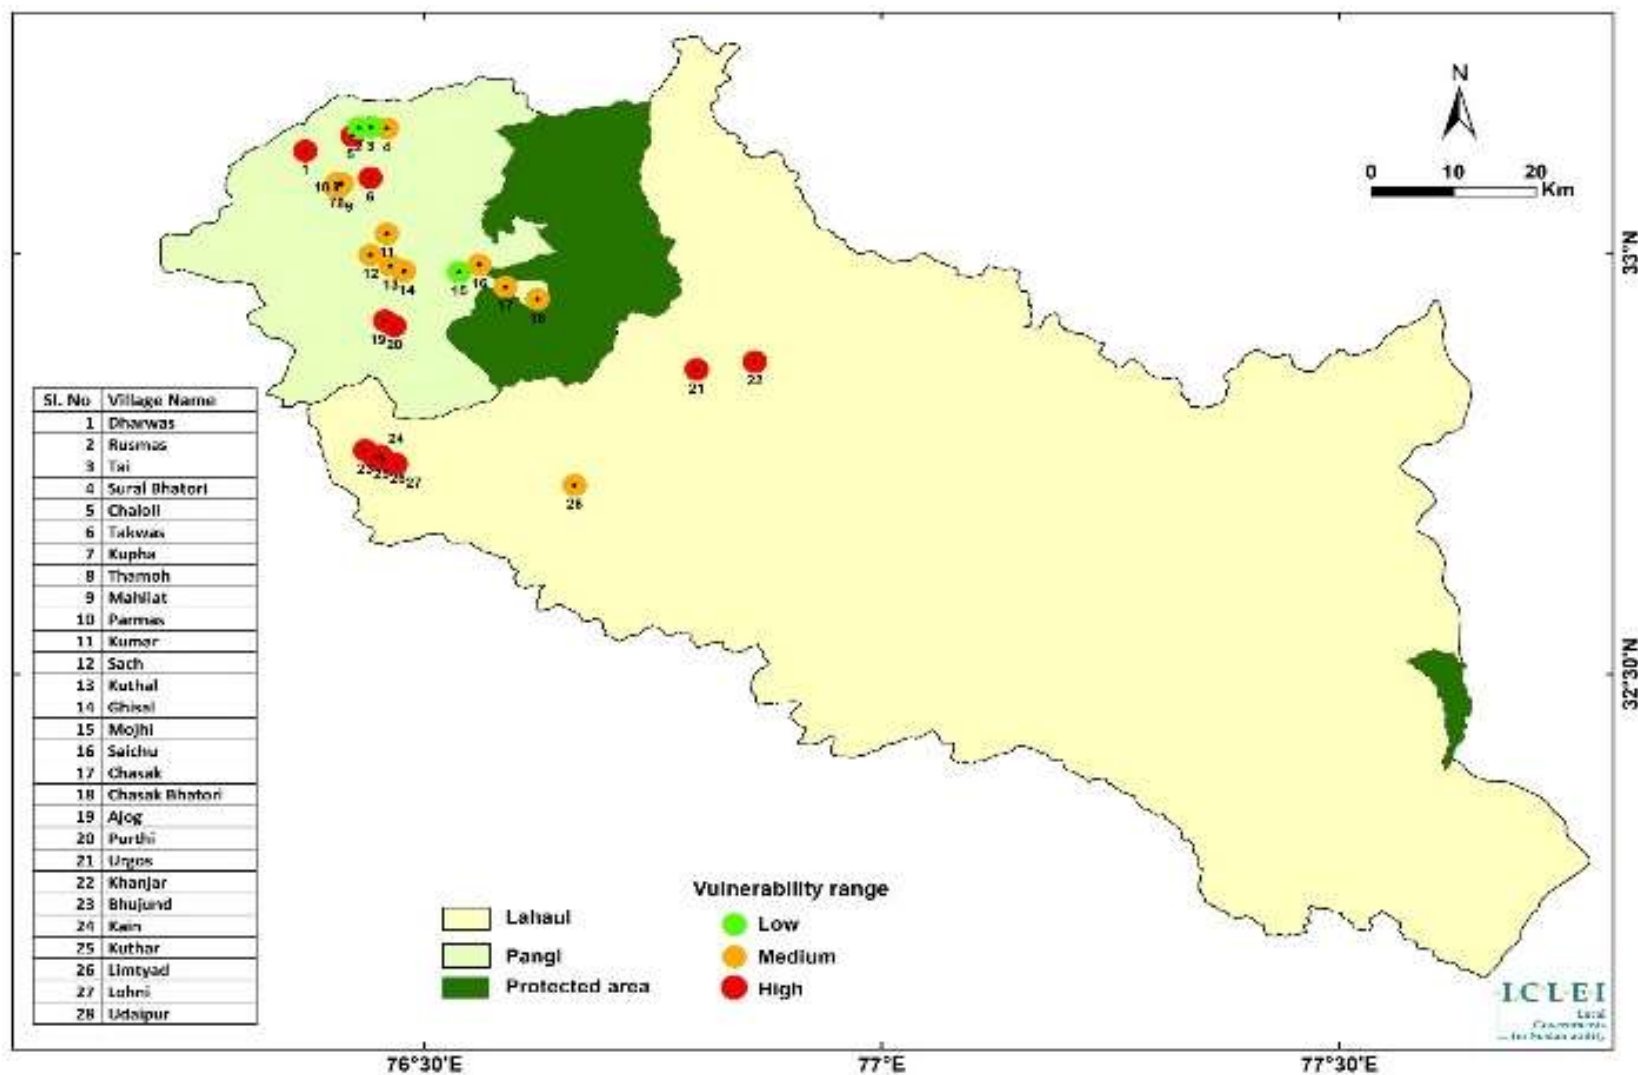 N
0 10 20
Km
1
2 3 4
5
6
10
9
11
12
13 14
15
16
17
18
19 20
21
22
24
23
25
26
27
28
33°N
32°30'N
Sl. No Village Name
1 Dharwas
2 Rusmas
3 Tai
4 Sural Bhatori
5 Chaloli
6 Takwas
7 Kupha
8 Thamoh
9 Mahliat
10 Parmas
11 Kumar
12 Sach
13 Kuthal
14 Ghisal
15 Mojhi
16 Saichu
17 Chasak
18 Chasak Bhatori
19 Ajog
20 Purthi
21 Urgos
22 Khanjar
23 Bhujund
24 Kain
25 Kuthar
26 Limtyad
27 Lohni
28 Udaipur
Lahaul
Pangi
Protected area
Vulnerability range
Low
Medium
High
I.C.L.E.I
Local
Governments
for Sustainability
76°30'E 77°E 77°30'E